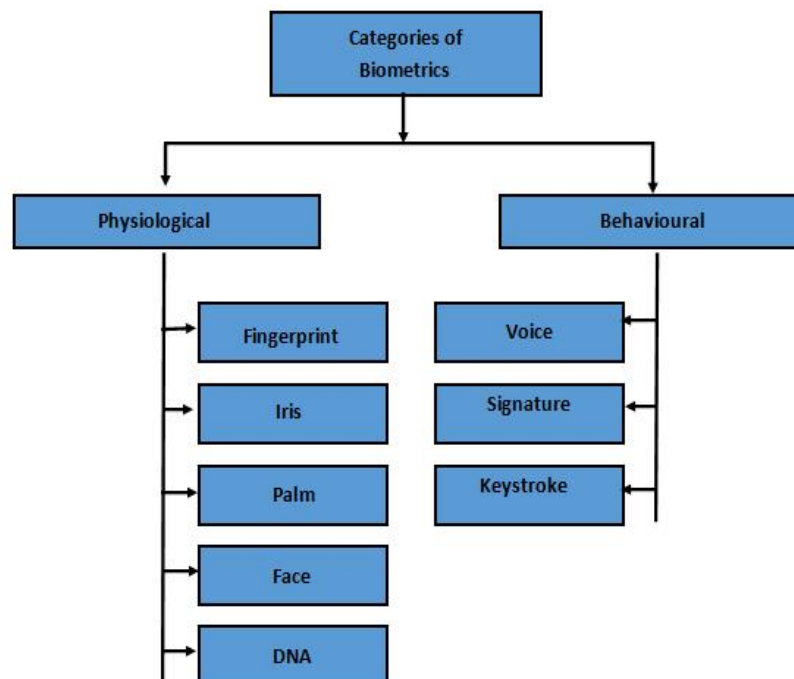 Categories of
Biometrics
Physiological
Behavioural
Fingerprint
Iris
Palm
Face
DNA
Voice
Signature
Keystroke